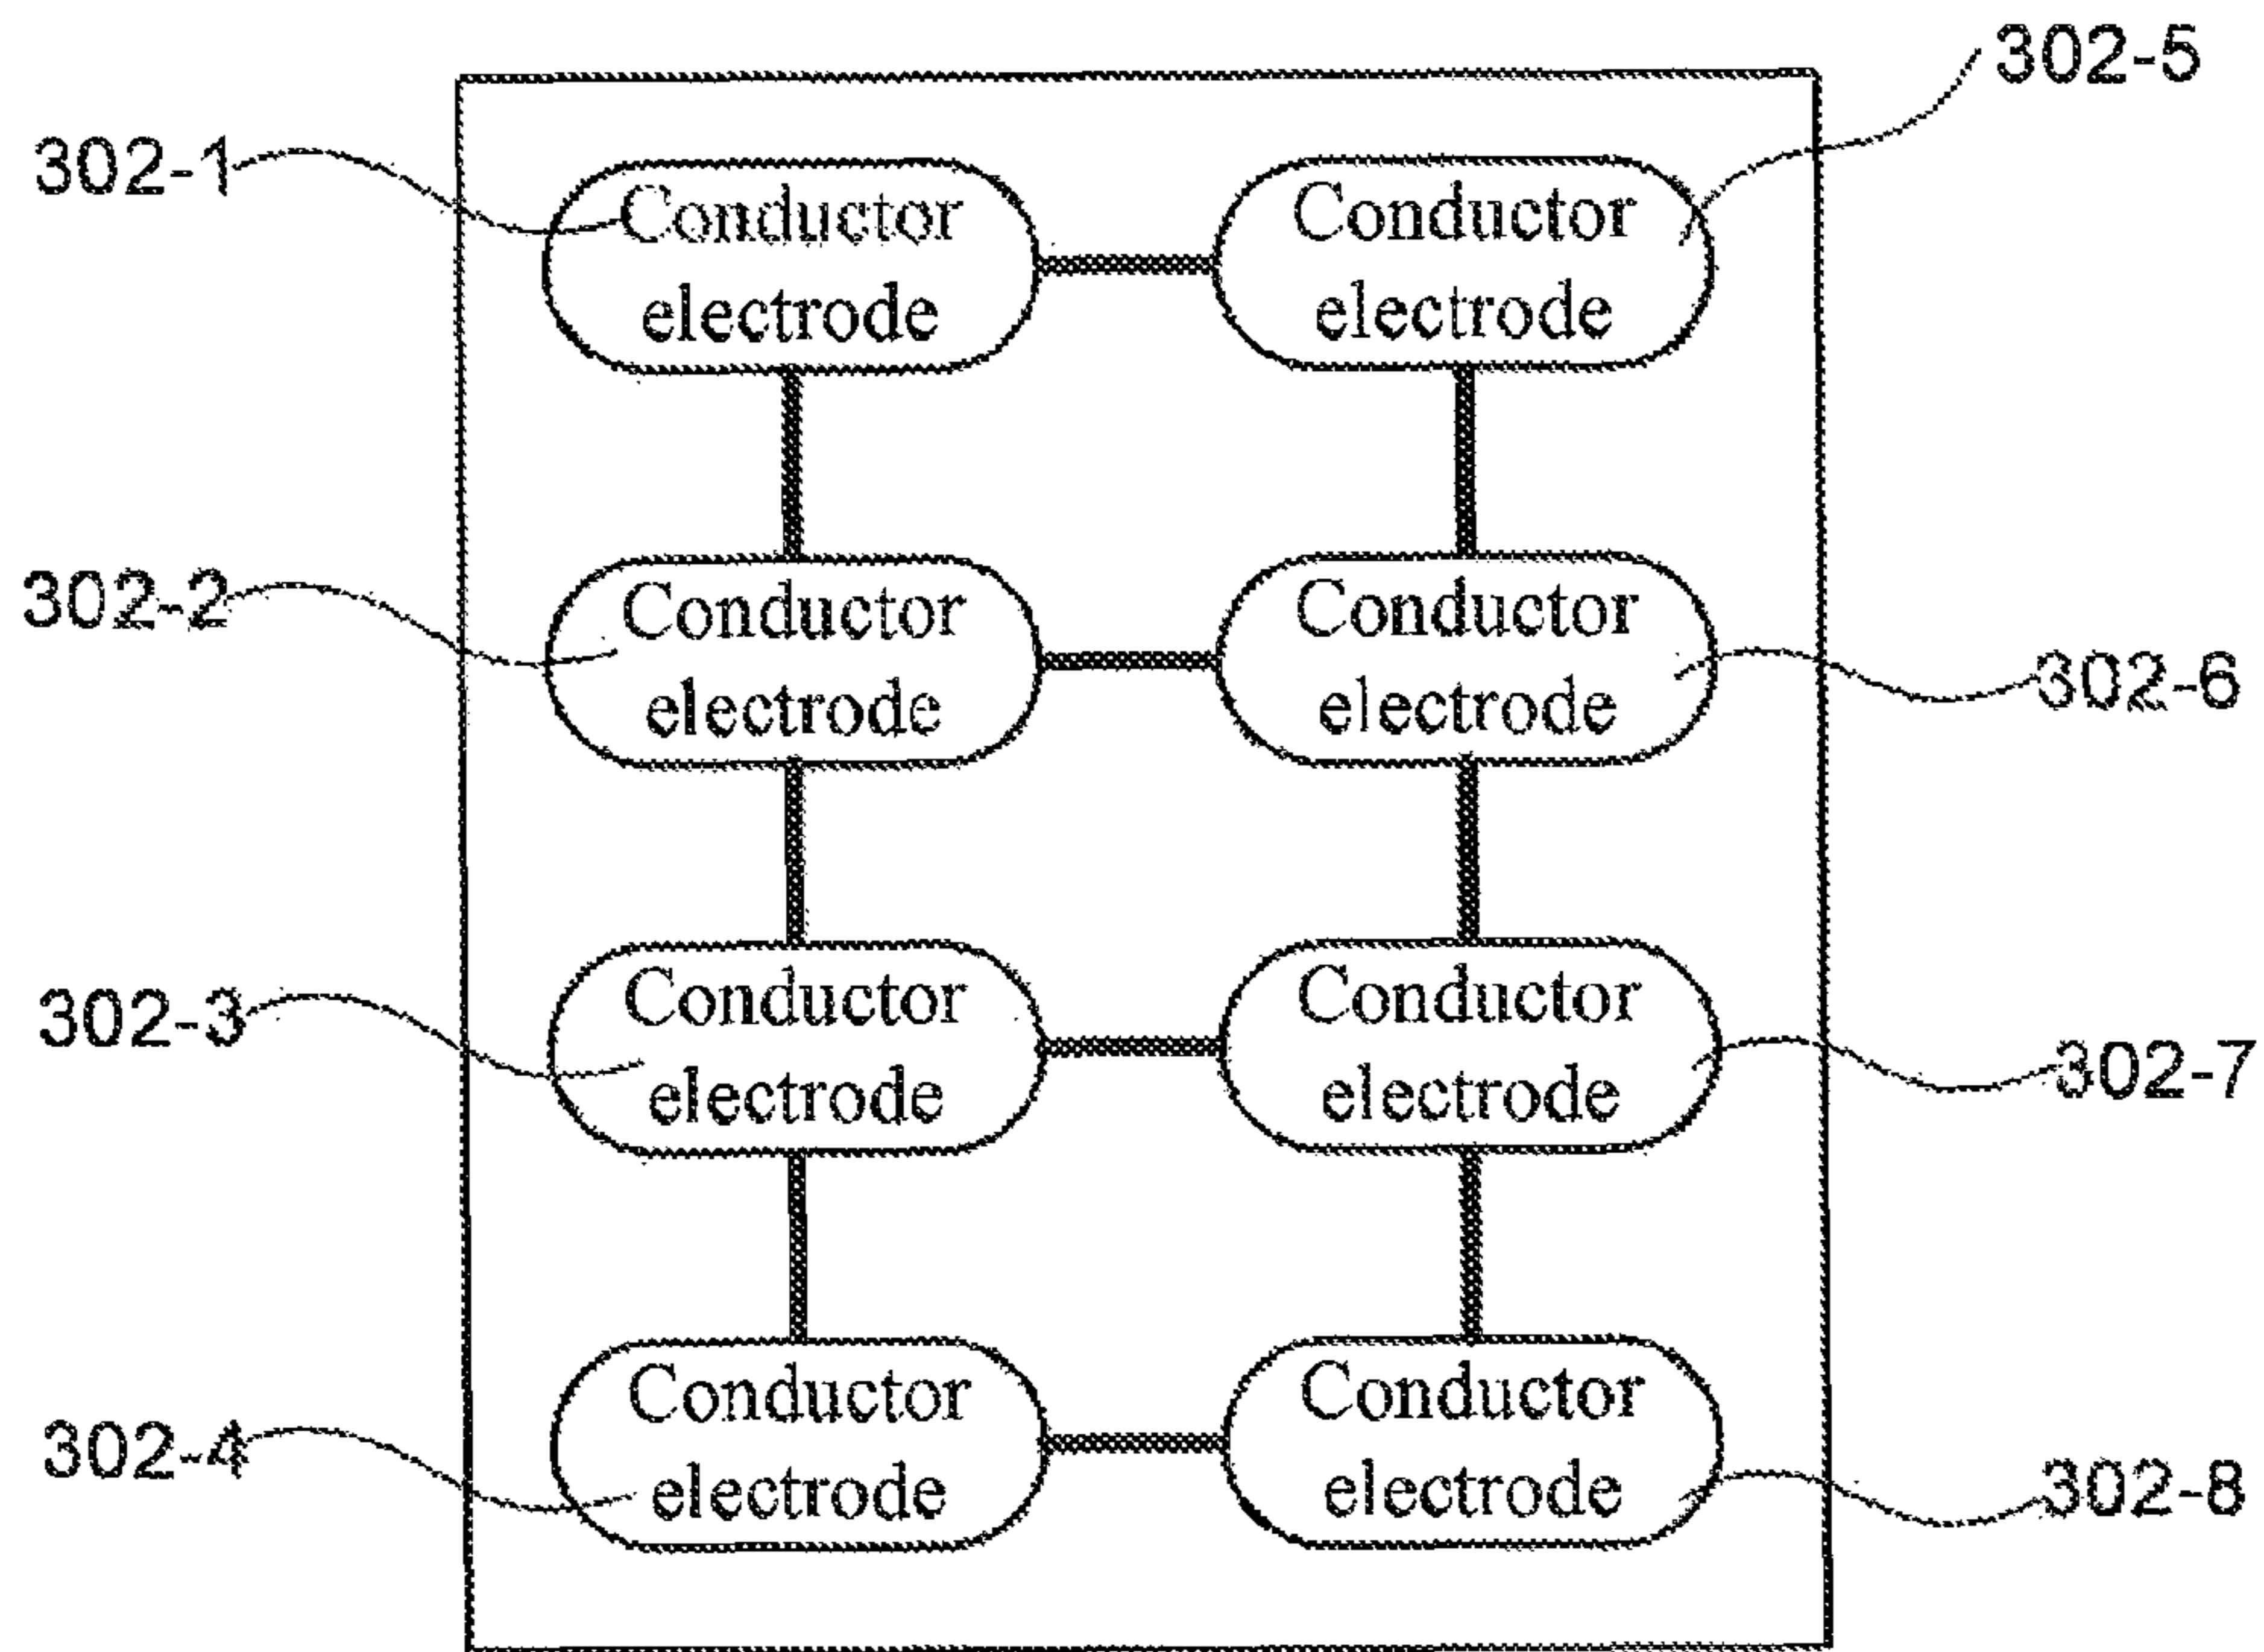 302-5
302-1
Conductor
electrode
Conductor
electrode
302-2
Conductor
electrode
Conductor
electrode
302-6
302-3
Conductor
electrode
Conductor
electrode
302-7
302-4
Conductor
electrode
Conductor
electrode
302-8